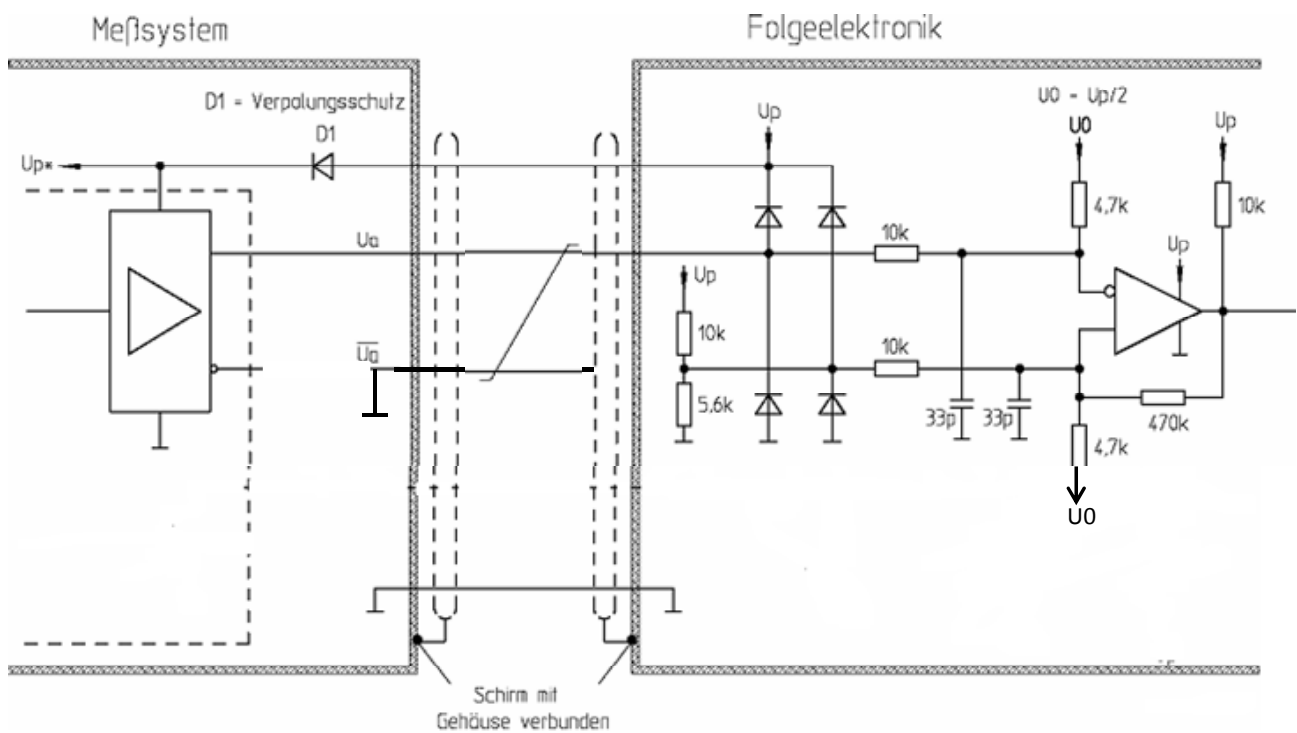 Meßsystem
Folgeelektronik
D1 = Verpolungsschutz
D1
Up*
Ua
Ua
Up
Up
10k
5.6k
10k
10k
33p
33p
U0 = Up/2
U0
4,7k
Up
Up
10k
470k
4,7k
U0
Schirm mit
Gehäuse verbunden